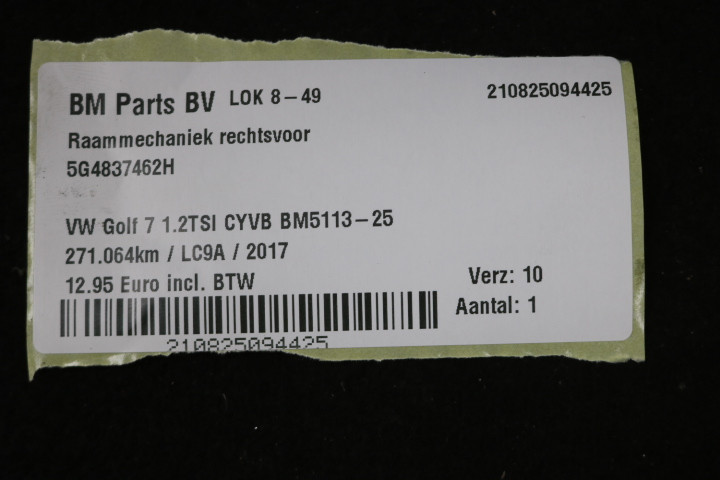 BM Parts BV LOK 8-49 210825094425
Raammechaniek rechtsvoor
5G4837462H
VW Golf 7 1.2TSI CYVB BM5113-25
271.064km / LC9A / 2017
12.95 Euro incl. BTW Verz: 10
Aantal: 1
210825094425